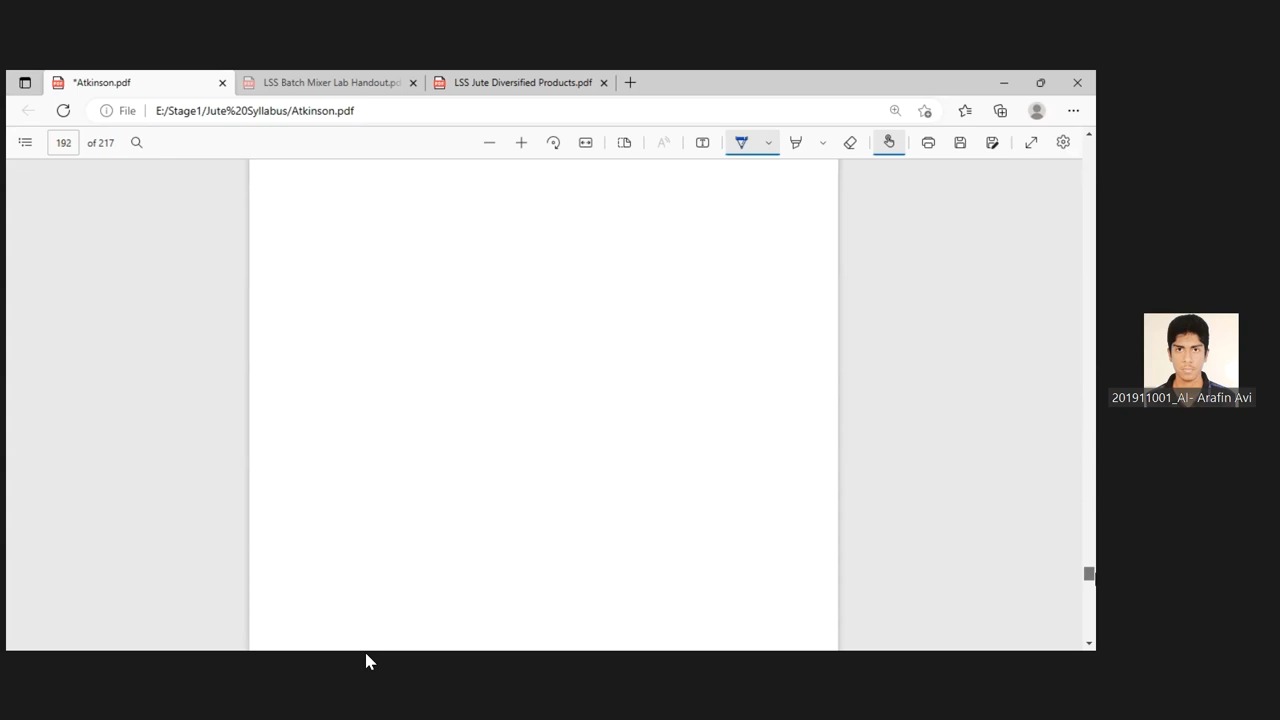 *Atkinson.pdf
LSS Batch Mixer Lab Handout.pd
LSS Jute Diversified Products.pdf
File
E:/Stage1/Jute%20Syllabus/Atkinson.pdf
192 of 217
201911001_Al- Arafin Avi